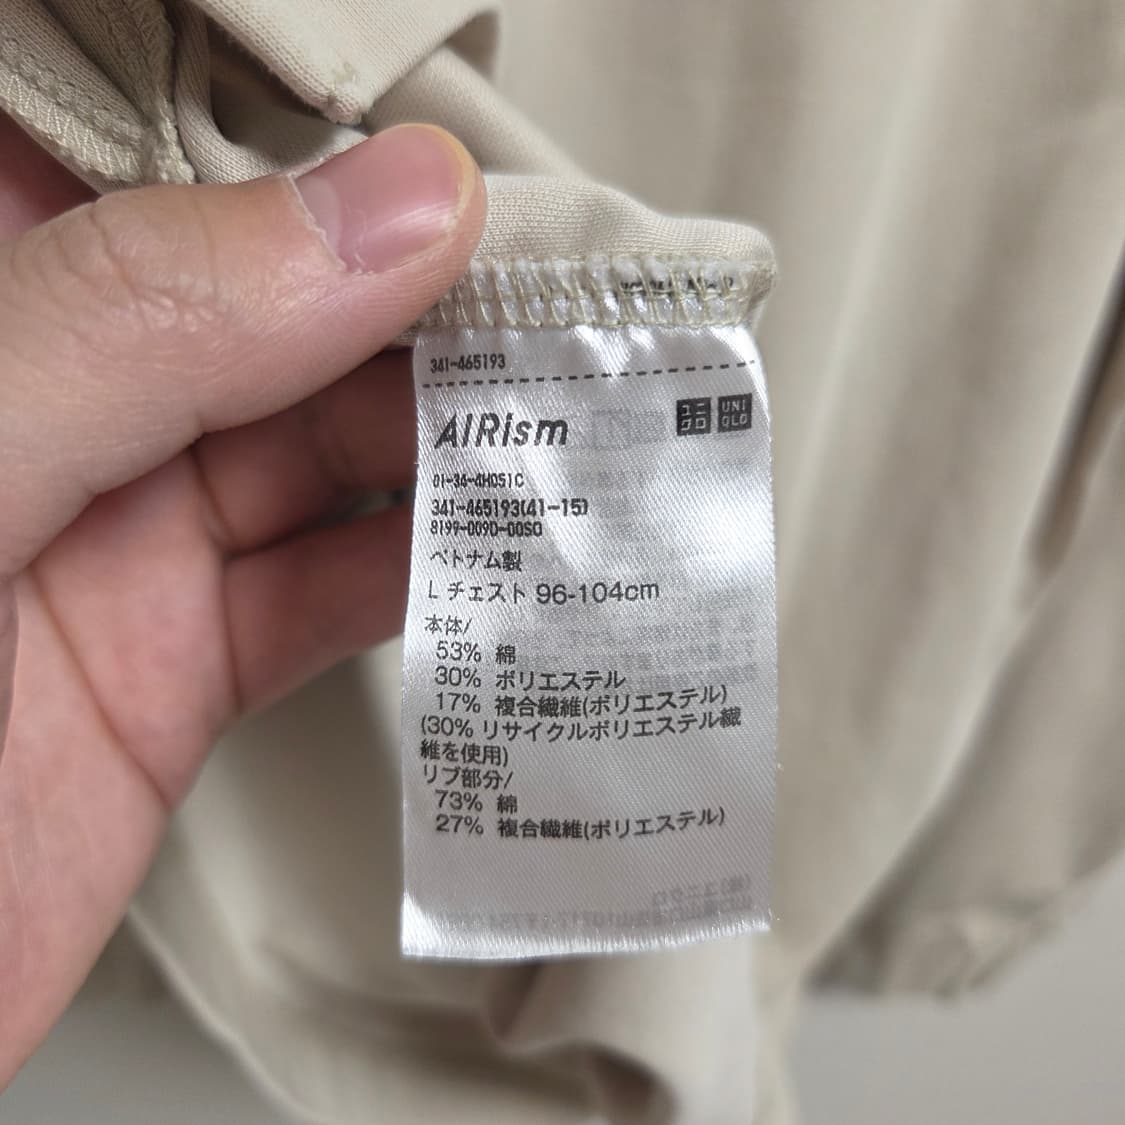 341-465193
AIRism ユニクロ UNIQLO
01-34-4H051C
341-465193(41-15)
8199-009D-00SO
ベトナム製
L チェスト 96-104cm
本体/
53% 綿
30% ポリエステル
17% 複合繊維(ポリエステル)
(30% リサイクルポリエステル繊
維を使用)
リブ部分/
73% 綿
27% 複合繊維(ポリエステル)